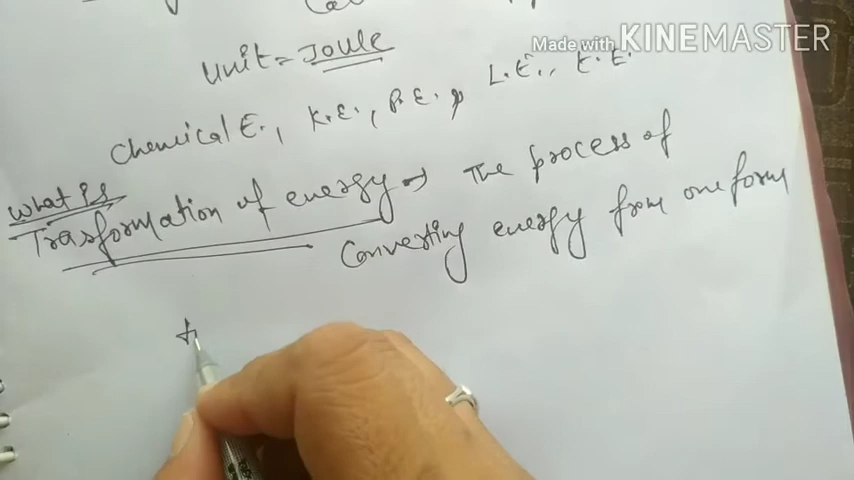 Made with KINEMASTER
Unit = Joule
Chemical E., K.E., P.E., L.E., E.E.
What is
Trasformation of energy → The process of
Converting energy from one form